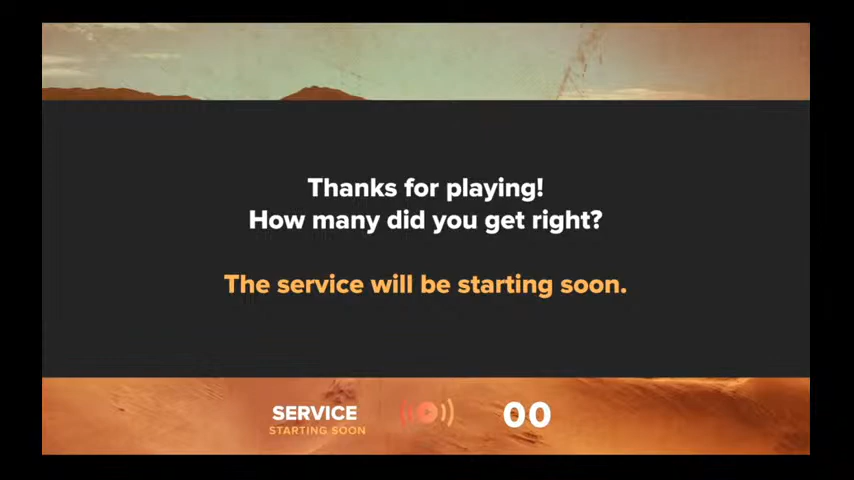 Thanks for playing!
How many did you get right?
The service will be starting soon.
SERVICE
STARTING SOON
00